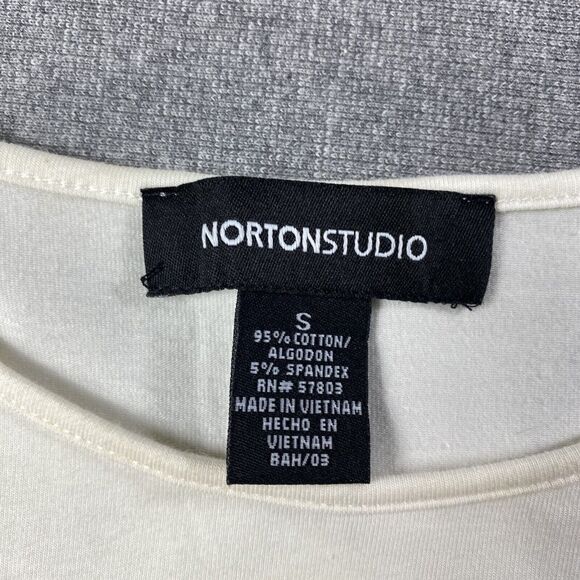 NORTONSTUDIO
S
95% COTTON/
ALGODON
5% SPANDEX
RN# 57803
MADE IN VIETNAM
HECHO EN
VIETNAM
BAH/03